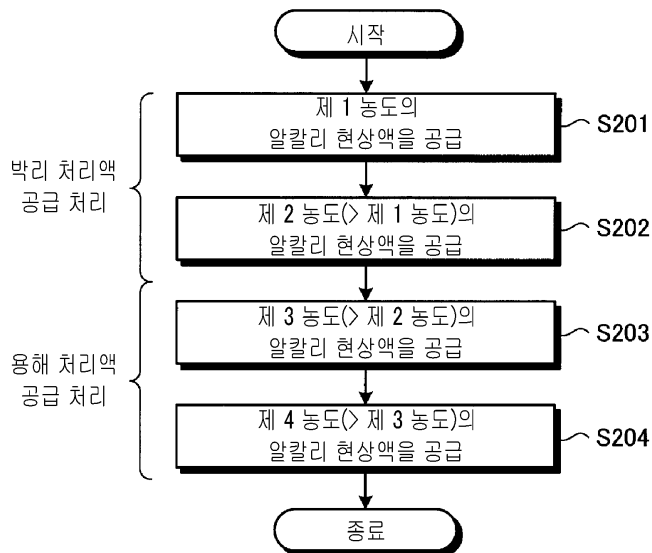 시작
박리 처리액
공급 처리
제 1 농도의
알칼리 현상액을 공급
S201
제 2 농도(> 제 1 농도)의
알칼리 현상액을 공급
S202
용해 처리액
공급 처리
제 3 농도(> 제 2 농도)의
알칼리 현상액을 공급
S203
제 4 농도(> 제 3 농도)의
알칼리 현상액을 공급
S204
종료